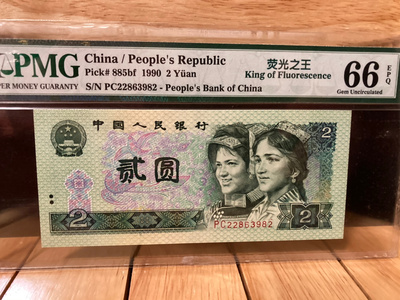 PMG
PER MONEY GUARANTY
China / People's Republic
Pick# 885bf 1990 2 Yüan
S/N PC22863982 - People's Bank of China
荧光之王
King of Fluorescence
66 EPQ
Gem Uncirculated
中国人民银行
2
贰圆
2
2
PC22863982